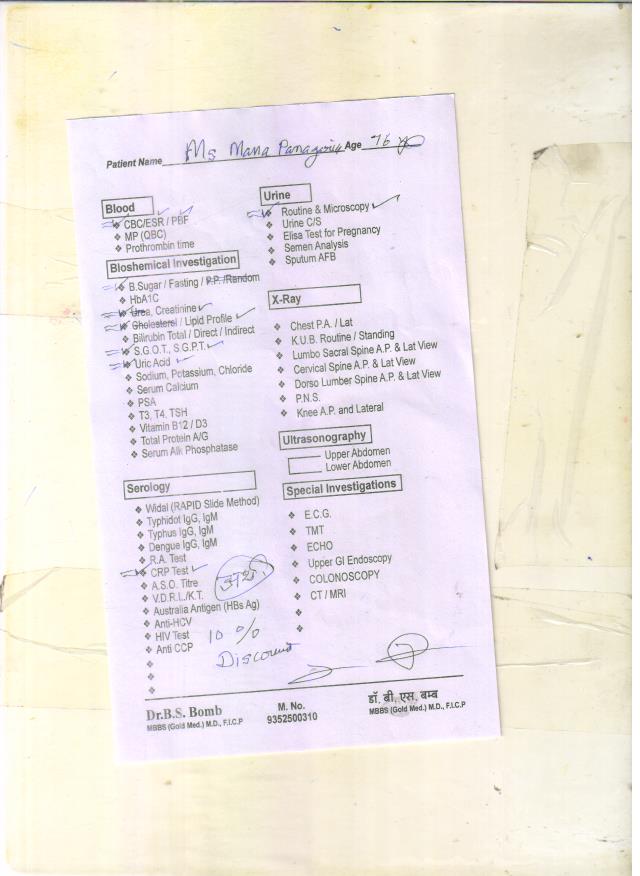 Patient Name Ms Mana Panagoria Age 76 yr
Blood
❖ CBC/ESR / PBF
❖ MP (QBC)
❖ Prothrombin time
Bloshemical Investigation
❖ B.Sugar / Fasting / P.P. /Random
❖ HbA1C
❖ Urea, Creatinine
❖ Cholesterol / Lipid Profile
❖ Bilirubin Total / Direct / Indirect
❖ S.G.O.T., S.G.P.T.
❖ Uric Acid
❖ Sodium, Potassium, Chloride
❖ Serum Calcium
❖ PSA
❖ T3, T4, TSH
❖ Vitamin B12 / D3
❖ Total Protein A/G
❖ Serum Alk Phosphatase
Serology
❖ Widal (RAPID Slide Method)
❖ Typhidot IgG, IgM
❖ Typhus IgG, IgM
❖ Dengue IgG, IgM
❖ R.A. Test
❖ CRP Test
❖ A.S.O. Titre
❖ V.D.R.L./K.T.
❖ Australia Antigen (HBs Ag)
❖ Anti-HCV
❖ HIV Test
❖ Anti CCP
10 %
Discount
Urine
❖ Routine & Microscopy
❖ Urine C/S
❖ Elisa Test for Pregnancy
❖ Semen Analysis
❖ Sputum AFB
X-Ray
❖ Chest P.A. / Lat
❖ K.U.B. Routine / Standing
❖ Lumbo Sacral Spine A.P. & Lat View
❖ Cervical Spine A.P. & Lat View
❖ Dorso Lumber Spine A.P. & Lat View
❖ P.N.S.
❖ Knee A.P. and Lateral
Ultrasonography
Upper Abdomen
Lower Abdomen
Special Investigations
❖ E.C.G.
❖ TMT
❖ ECHO
❖ Upper GI Endoscopy
❖ COLONOSCOPY
❖ CT / MRI
Dr.B.S. Bomb
MBBS (Gold Med.) M.D., F.I.C.P
M. No.
9352500310
डॉ. बी. एस. बम्ब
MBBS (Gold Med.) M.D., F.I.C.P